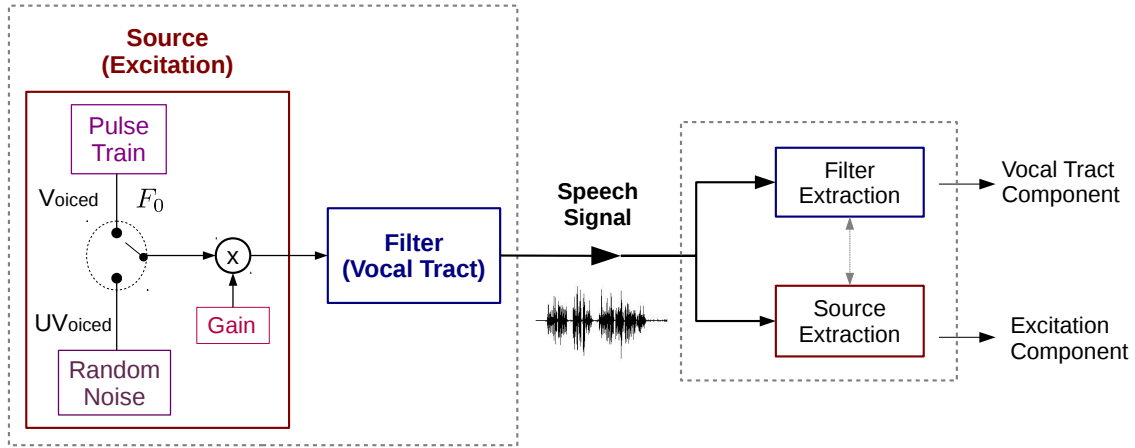 Source
(Excitation)
Pulse
Train
Voiced
F₀
x
UVoiced
Gain
Random
Noise
Filter
(Vocal Tract)
Speech
Signal
Filter
Extraction
Source
Extraction
Vocal Tract
Component
Excitation
Component